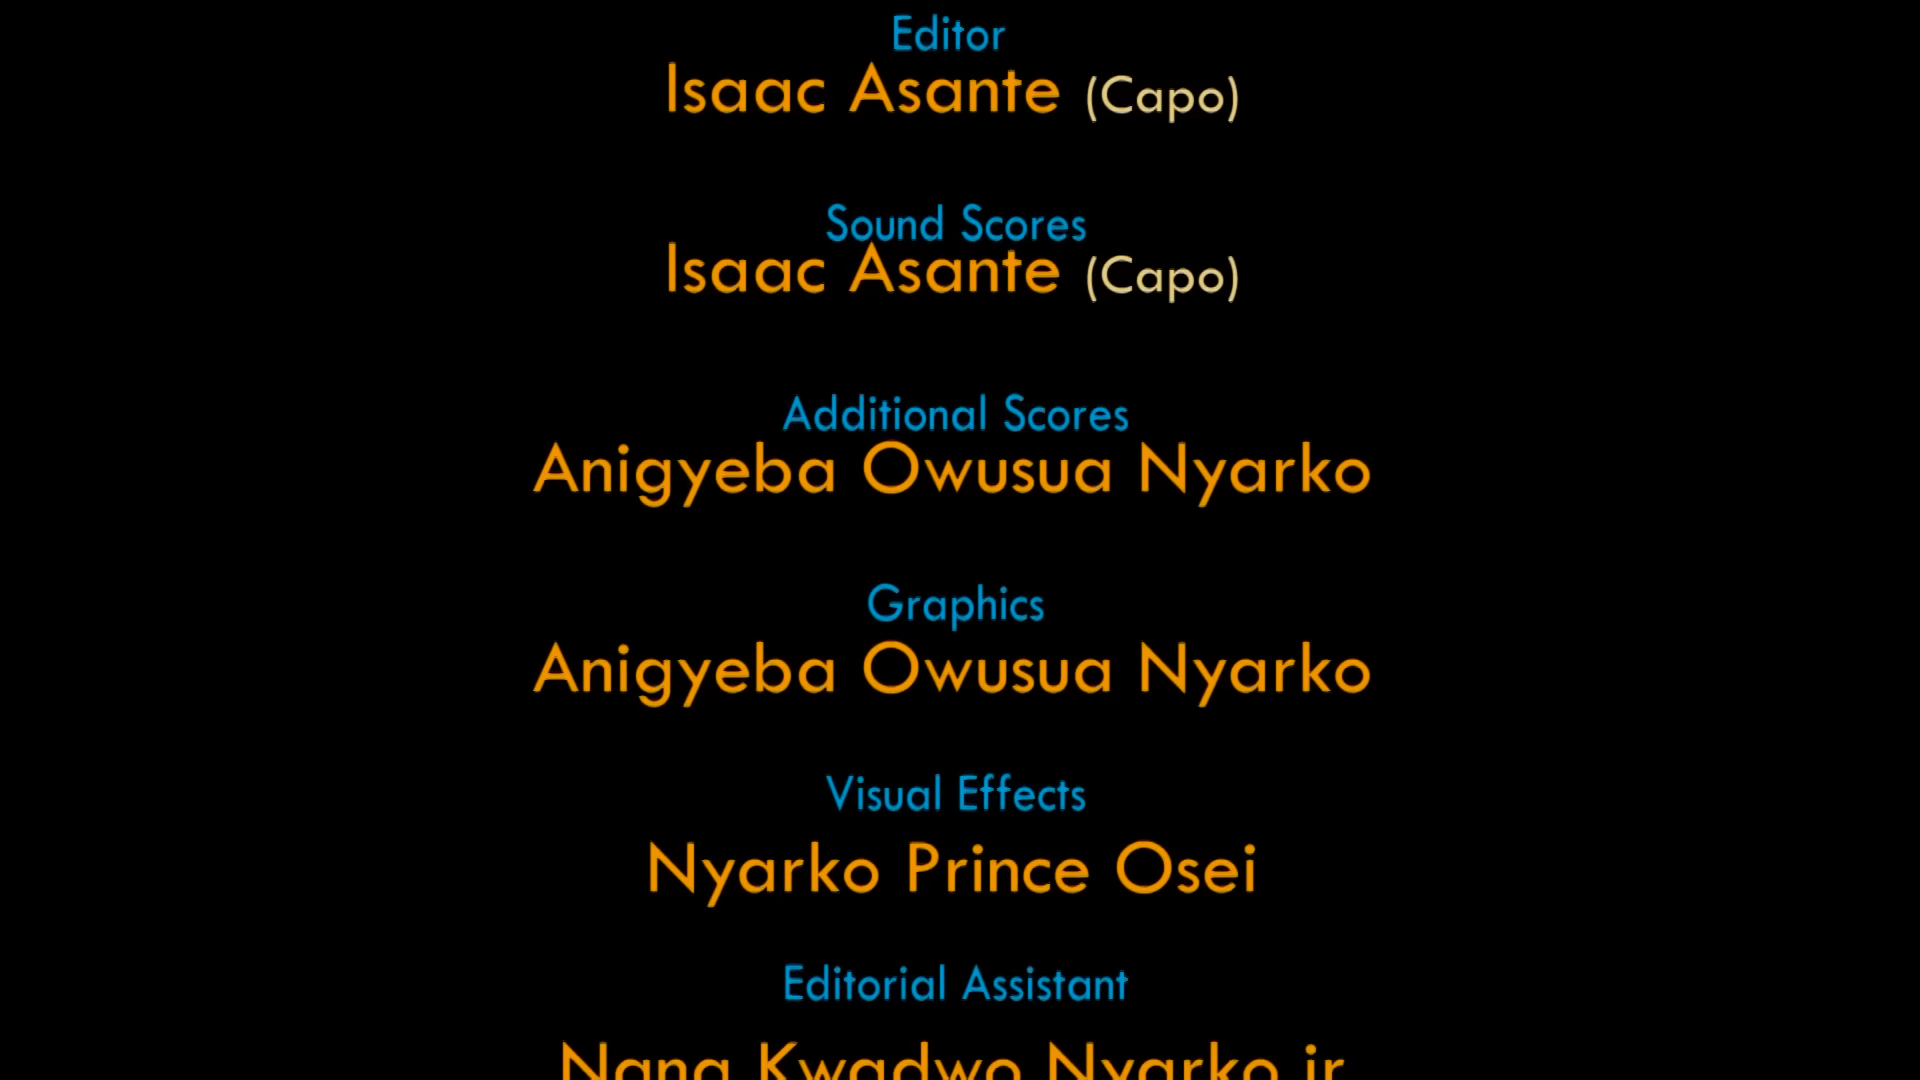 Editor
Isaac Asante (Capo)
Sound Scores
Isaac Asante (Capo)
Additional Scores
Anigyeba Owusua Nyarko
Graphics
Anigyeba Owusua Nyarko
Visual Effects
Nyarko Prince Osei
Editorial Assistant
Nana Kwadwo Nyarko jr